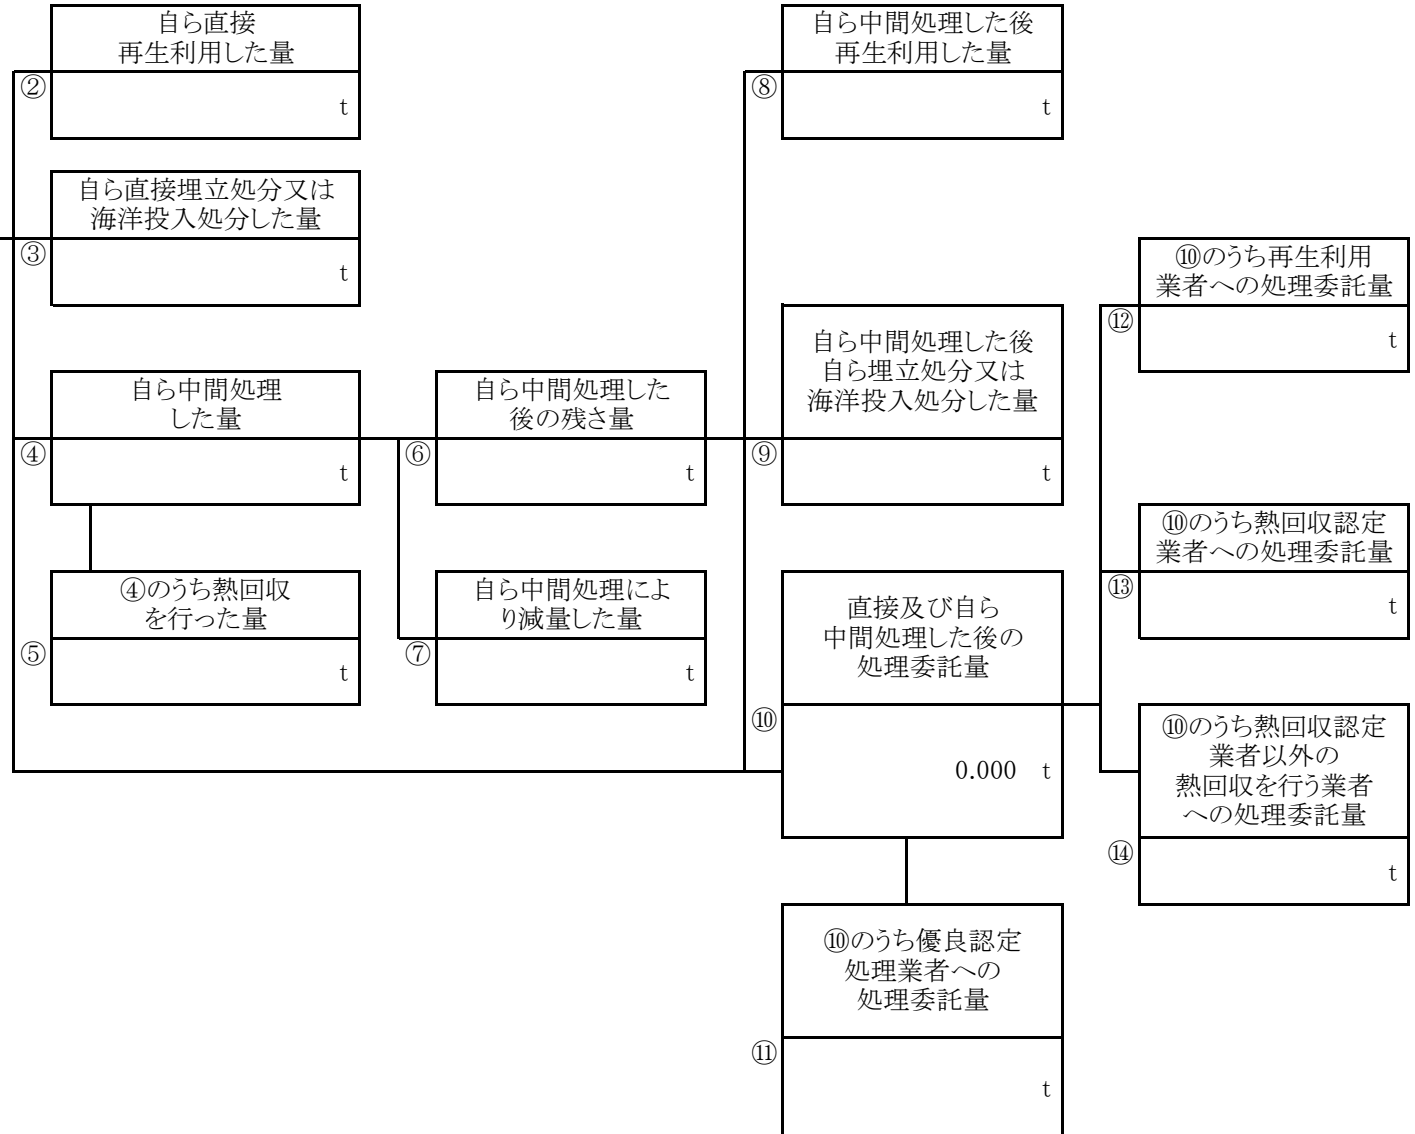 自ら直接
再生利用した量
②
t
自ら直接埋立処分又は
海洋投入処分した量
③
t
自ら中間処理
した量
④
t
④のうち熱回収
を行った量
⑤
t
自ら中間処理した
後の残さ量
⑥
t
自ら中間処理によ
り減量した量
⑦
t
自ら中間処理した後
再生利用した量
⑧
t
自ら中間処理した後
自ら埋立処分又は
海洋投入処分した量
⑨
t
直接及び自ら
中間処理した後の
処理委託量
⑩
0.000 t
⑩のうち優良認定
処理業者への
処理委託量
⑪
t
⑩のうち再生利用
業者への処理委託量
⑫
t
⑩のうち熱回収認定
業者への処理委託量
⑬
t
⑩のうち熱回収認定
業者以外の
熱回収を行う業者
への処理委託量
⑭
t